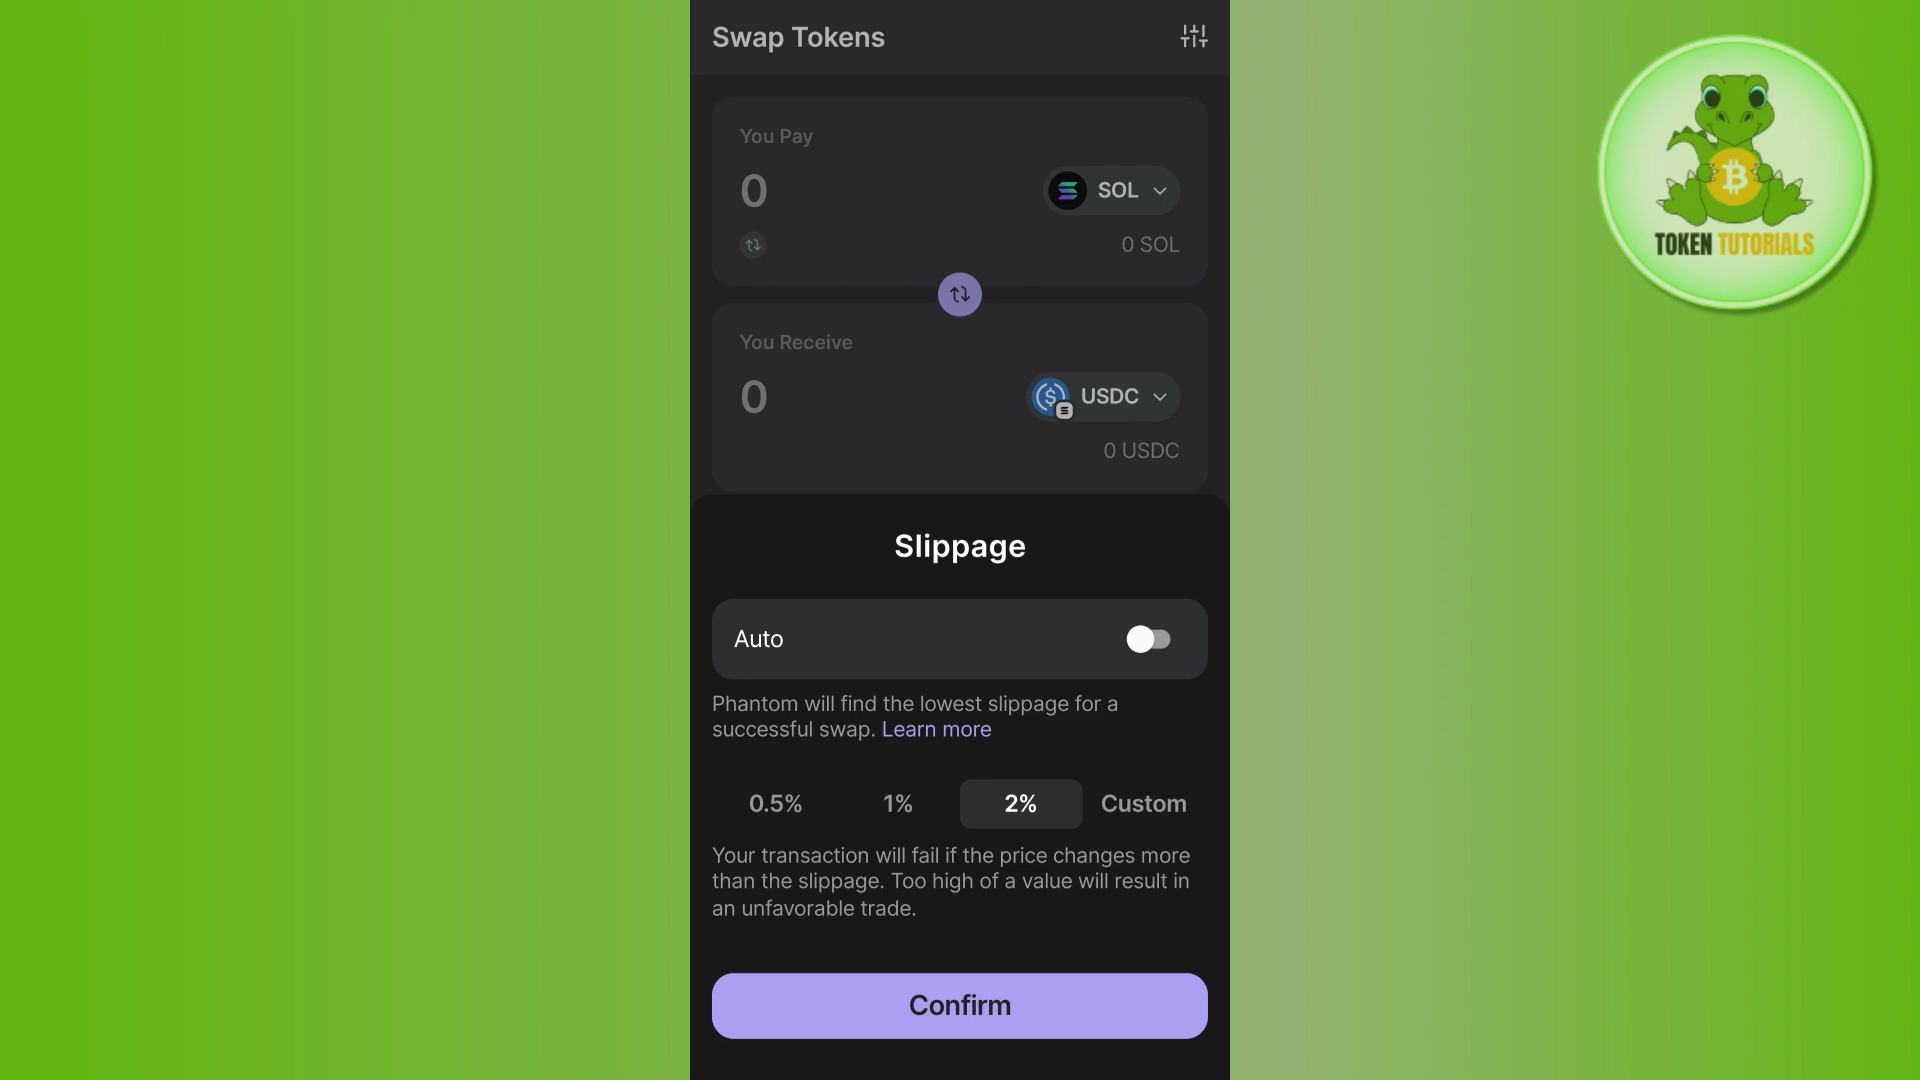 Swap Tokens
You Pay
0
SOL
0 SOL
You Receive
0
USDC
0 USDC
Slippage
Auto
Phantom will find the lowest slippage for a
successful swap. Learn more
0.5% 1% 2% Custom
Your transaction will fail if the price changes more
than the slippage. Too high of a value will result in
an unfavorable trade.
Confirm
TOKEN TUTORIALS